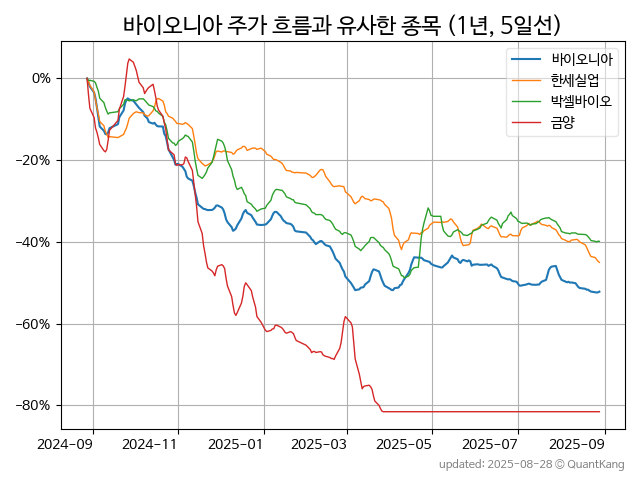 바이오니아 주가 흐름과 유사한 종목 (1년, 5일선)
바이오니아
한세실업
박셀바이오
금양
0%
−20%
−40%
−60%
−80%
2024-09 2024-11 2025-01 2025-03 2025-05 2025-07 2025-09
updated: 2025-08-28 © QuantKang